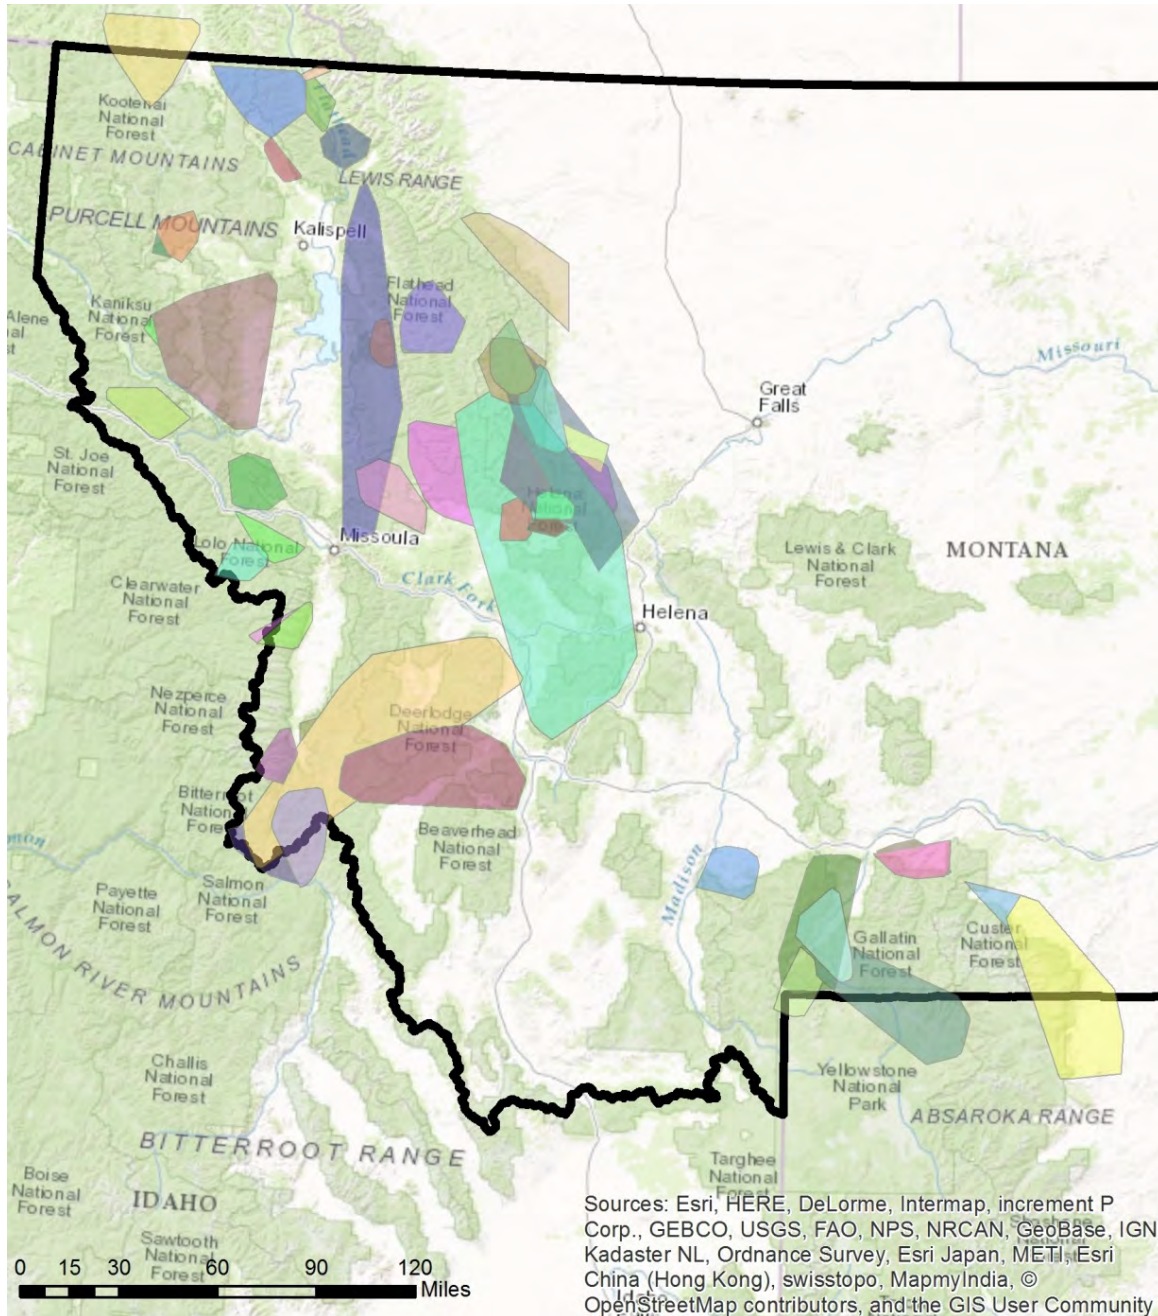 Kootenai
National
Forest
CABINET MOUNTAINS
LEWIS RANGE
PURCELL MOUNTAINS
Kalispell
Flathead
National
Forest
Kaniksu
National
Forest
Alene
Missouri
Great
Falls
St. Joe
National
Forest
Helena
National
Forest
Missoula
Lolo National
Forest
Lewis & Clark
National
Forest
MONTANA
Clearwater
National
Forest
Clark Fork
Helena
Nezperce
National
Forest
Deerlodge
National
Forest
Bitterroot
National
Forest
Beaverhead
National
Forest
Madison
Payette
National
Forest
Salmon
National
Forest
Gallatin
National
Forest
Custer
National
Forest
ALMON RIVER MOUNTAINS
Challis
National
Forest
Yellowstone
National
Park
ABSAROKA RANGE
BITTERROOT RANGE
Targhee
National
Forest
Boise
National
Forest
IDAHO
Sawtooth
National
Forest
Sources: Esri, HERE, DeLorme, Intermap, increment P
Corp., GEBCO, USGS, FAO, NPS, NRCAN, GeoBase, IGN,
Kadaster NL, Ordnance Survey, Esri Japan, METI, Esri
China (Hong Kong), swisstopo, MapmyIndia, ©
OpenStreetMap contributors, and the GIS User Community
0 15 30 60 90 120
Miles